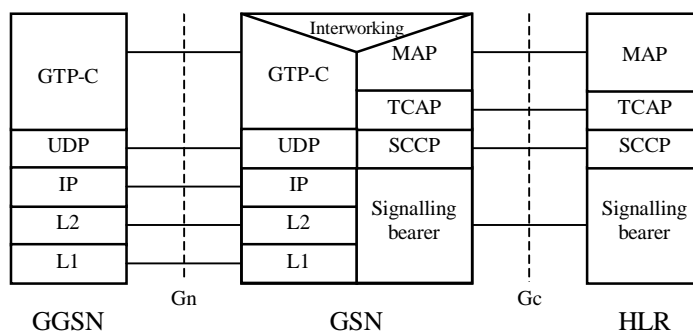 Interworking
GTP-C
GTP-C
MAP
MAP
TCAP
TCAP
UDP
UDP
SCCP
SCCP
IP
IP
Signalling
bearer
Signalling
bearer
L2
L2
L1
L1
Gn
Gc
GGSN
GSN
HLR